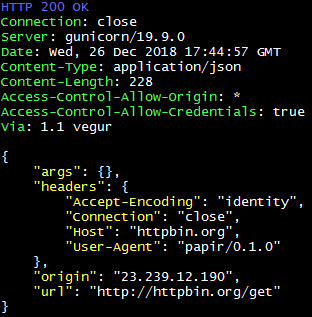 HTTP 200 OK
Connection: close
Server: gunicorn/19.9.0
Date: Wed, 26 Dec 2018 17:44:57 GMT
Content-Type: application/json
Content-Length: 228
Access-Control-Allow-Origin: *
Access-Control-Allow-Credentials: true
Via: 1.1 vegur

{
    "args": {},
    "headers": {
        "Accept-Encoding": "identity",
        "Connection": "close",
        "Host": "httpbin.org",
        "User-Agent": "papir/0.1.0"
    },
    "origin": "23.239.12.190",
    "url": "http://httpbin.org/get"
}